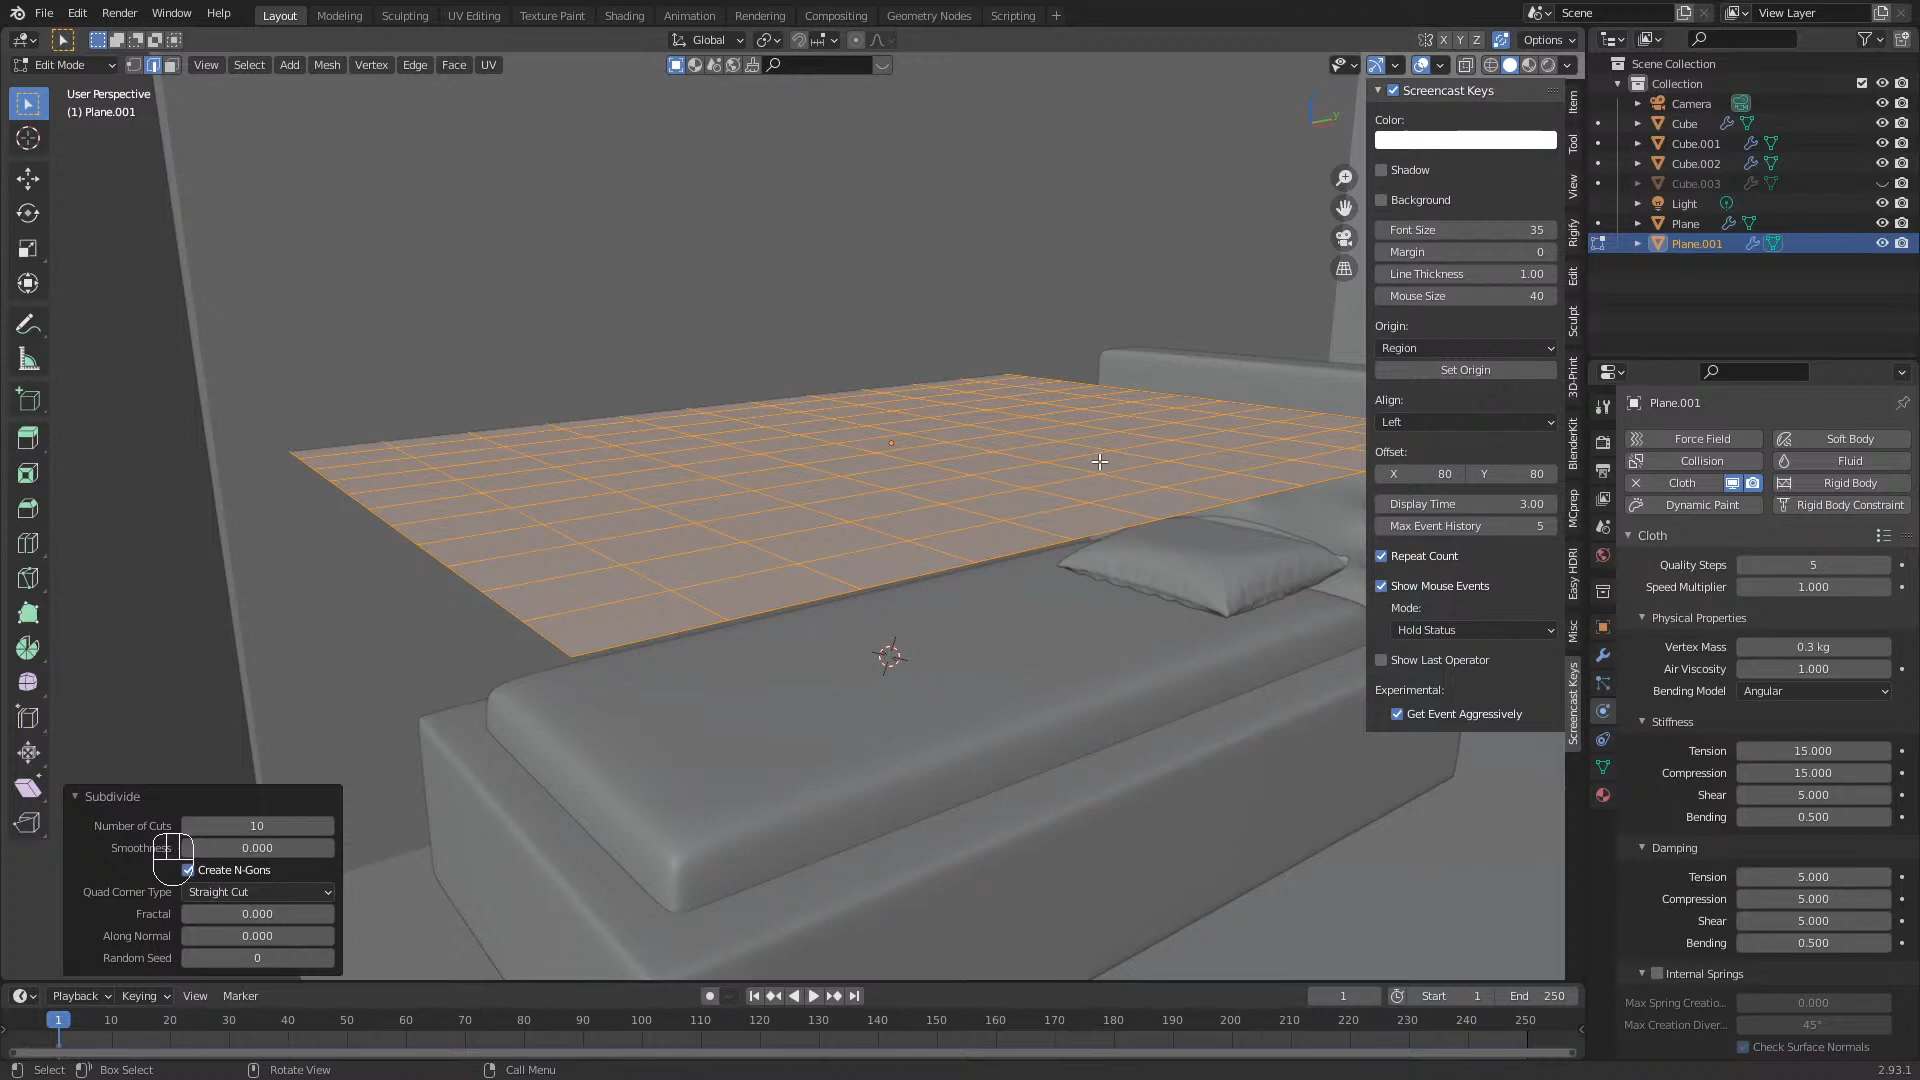 File Edit Render Window Help Layout Modeling Sculpting UV Editing Texture Paint Shading Animation Rendering Compositing Geometry Nodes Scripting + Scene View Layer
Global X Y Z Options
Edit Mode View Select Add Mesh Vertex Edge Face UV
User Perspective
(1) Plane.001
Y
Screencast Keys
Color:
Shadow
Background
Font Size 35
Margin 0
Line Thickness 1.00
Mouse Size 40
Origin:
Region
Set Origin
Align:
Left
Offset:
X 80 Y 80
Display Time 3.00
Max Event History 5
Repeat Count
Show Mouse Events
Mode:
Hold Status
Show Last Operator
Experimental:
Get Event Aggressively
Item
Tool
View
Rigify
Edit
Sculpt
3D-Print
BlenderKit
MCprep
Easy HDRI
Misc
Screencast Keys
Scene Collection
Collection
Camera
Cube
Cube.001
Cube.002
Cube.003
Light
Plane
Plane.001
Plane.001
Force Field Soft Body
Collision Fluid
Cloth Rigid Body
Dynamic Paint Rigid Body Constraint
Cloth
Quality Steps 5
Speed Multiplier 1.000
Physical Properties
Vertex Mass 0.3 kg
Air Viscosity 1.000
Bending Model Angular
Stiffness
Tension 15.000
Compression 15.000
Shear 5.000
Bending 0.500
Damping
Tension 5.000
Compression 5.000
Shear 5.000
Bending 0.500
Internal Springs
Max Spring Creatio... 0.000
Max Creation Diver... 45°
Check Surface Normals
Subdivide
Number of Cuts 10
Smoothness 0.000
Create N-Gons
Quad Corner Type Straight Cut
Fractal 0.000
Along Normal 0.000
Random Seed 0
Playback Keying View Marker 1 Start 1 End 250
1 10 20 30 40 50 60 70 80 90 100 110 120 130 140 150 160 170 180 190 200 210 220 230 240 250
Select Box Select Rotate View Call Menu 2.93.1